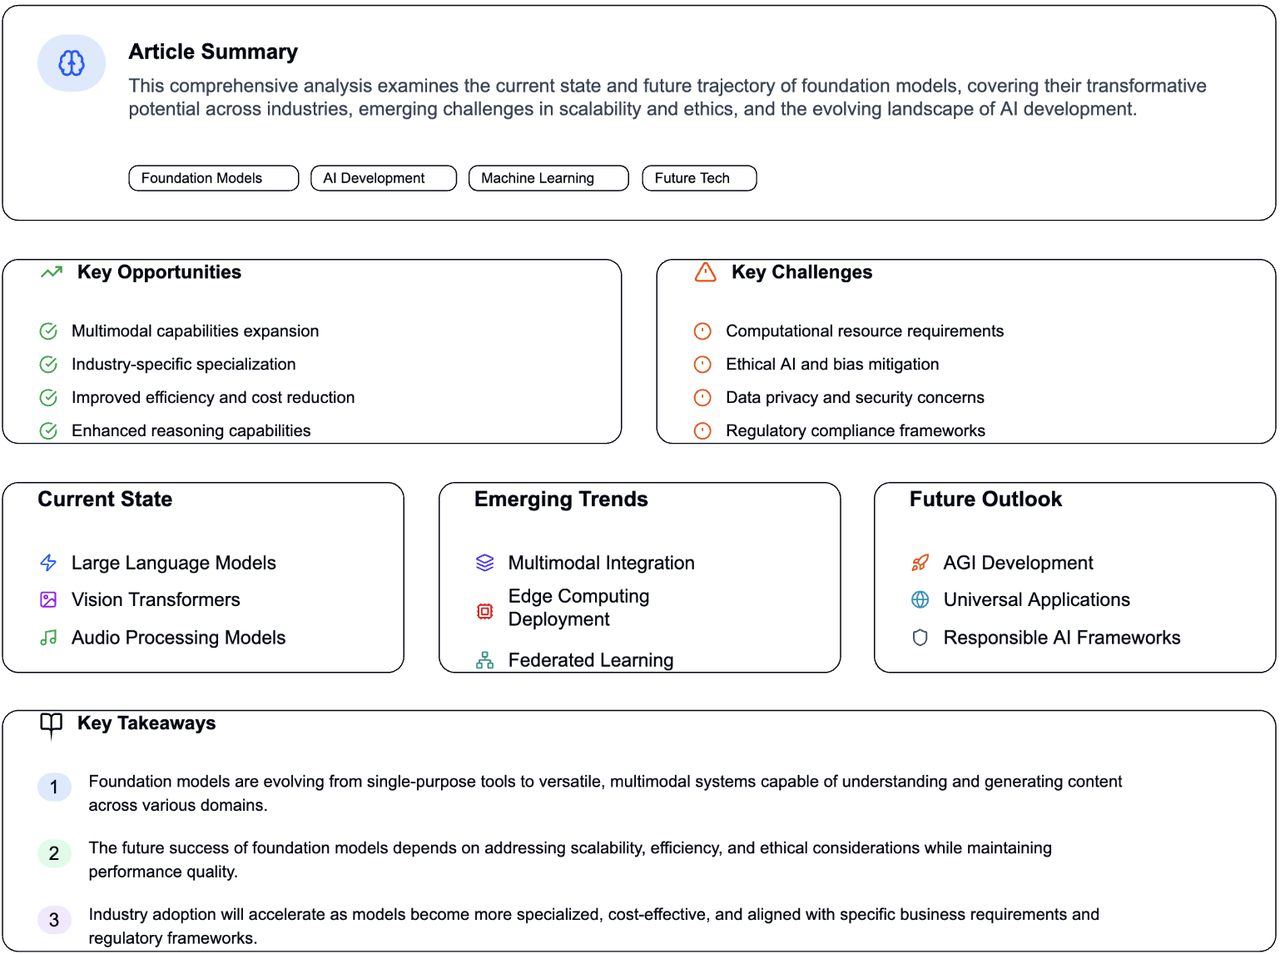 Article Summary
This comprehensive analysis examines the current state and future trajectory of foundation models, covering their transformative
potential across industries, emerging challenges in scalability and ethics, and the evolving landscape of AI development.
Foundation Models
AI Development
Machine Learning
Future Tech
Key Opportunities
Multimodal capabilities expansion
Industry-specific specialization
Improved efficiency and cost reduction
Enhanced reasoning capabilities
Key Challenges
Computational resource requirements
Ethical AI and bias mitigation
Data privacy and security concerns
Regulatory compliance frameworks
Current State
Large Language Models
Vision Transformers
Audio Processing Models
Emerging Trends
Multimodal Integration
Edge Computing
Deployment
Federated Learning
Future Outlook
AGI Development
Universal Applications
Responsible AI Frameworks
Key Takeaways
1
Foundation models are evolving from single-purpose tools to versatile, multimodal systems capable of understanding and generating content
across various domains.
2
The future success of foundation models depends on addressing scalability, efficiency, and ethical considerations while maintaining
performance quality.
3
Industry adoption will accelerate as models become more specialized, cost-effective, and aligned with specific business requirements and
regulatory frameworks.